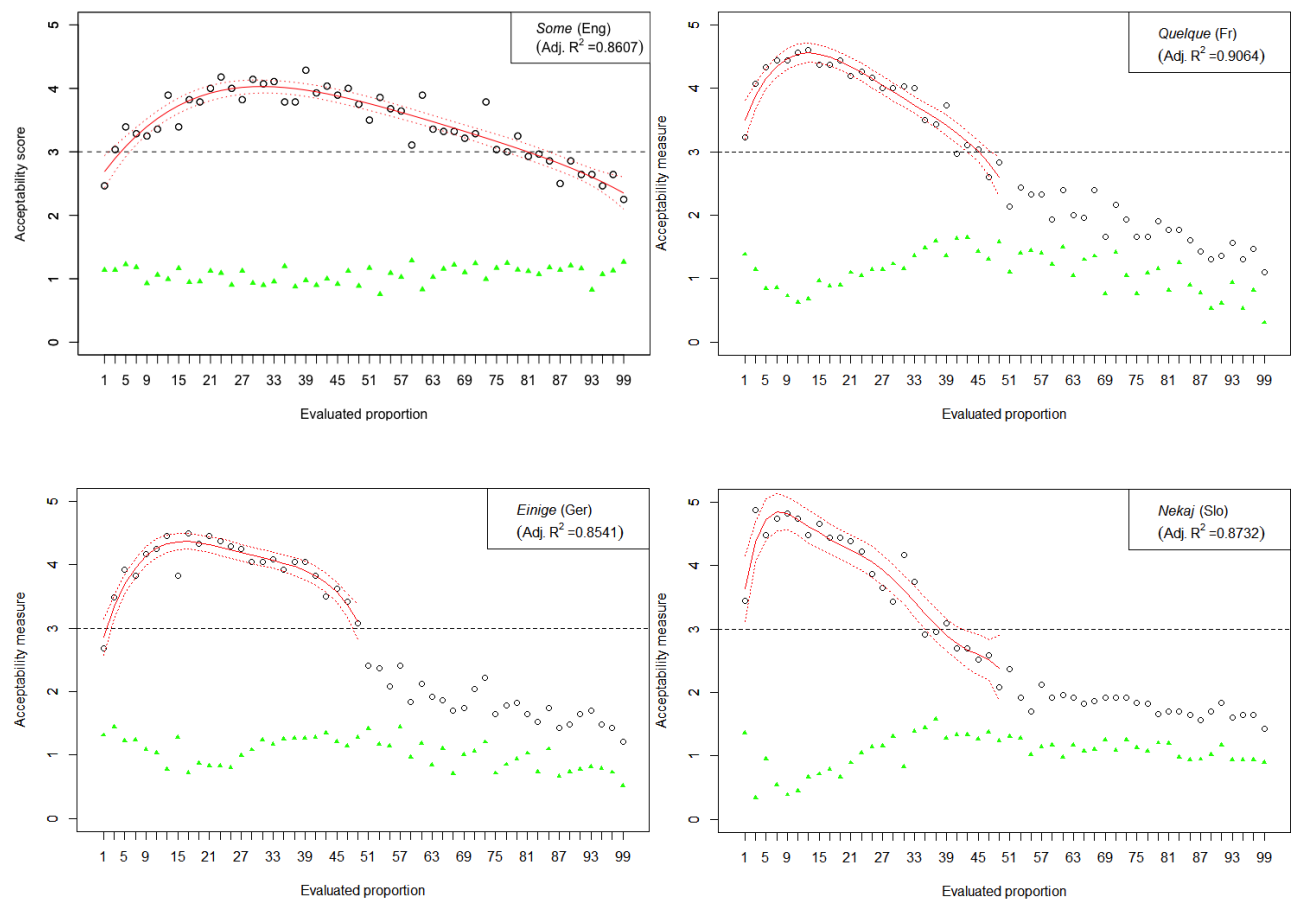 Some (Eng)
(Adj. R² =0.8607)
Acceptability score
5
4
3
2
1
0
1 5 9 15 21 27 33 39 45 51 57 63 69 75 81 87 93 99
Evaluated proportion
Quelque (Fr)
(Adj. R² =0.9064)
Acceptability measure
5
4
3
2
1
0
1 5 9 15 21 27 33 39 45 51 57 63 69 75 81 87 93 99
Evaluated proportion
Einige (Ger)
(Adj. R² =0.8541)
Acceptability measure
5
4
3
2
1
0
1 5 9 15 21 27 33 39 45 51 57 63 69 75 81 87 93 99
Evaluated proportion
Nekaj (Slo)
(Adj. R² =0.8732)
Acceptability measure
5
4
3
2
1
0
1 5 9 15 21 27 33 39 45 51 57 63 69 75 81 87 93 99
Evaluated proportion